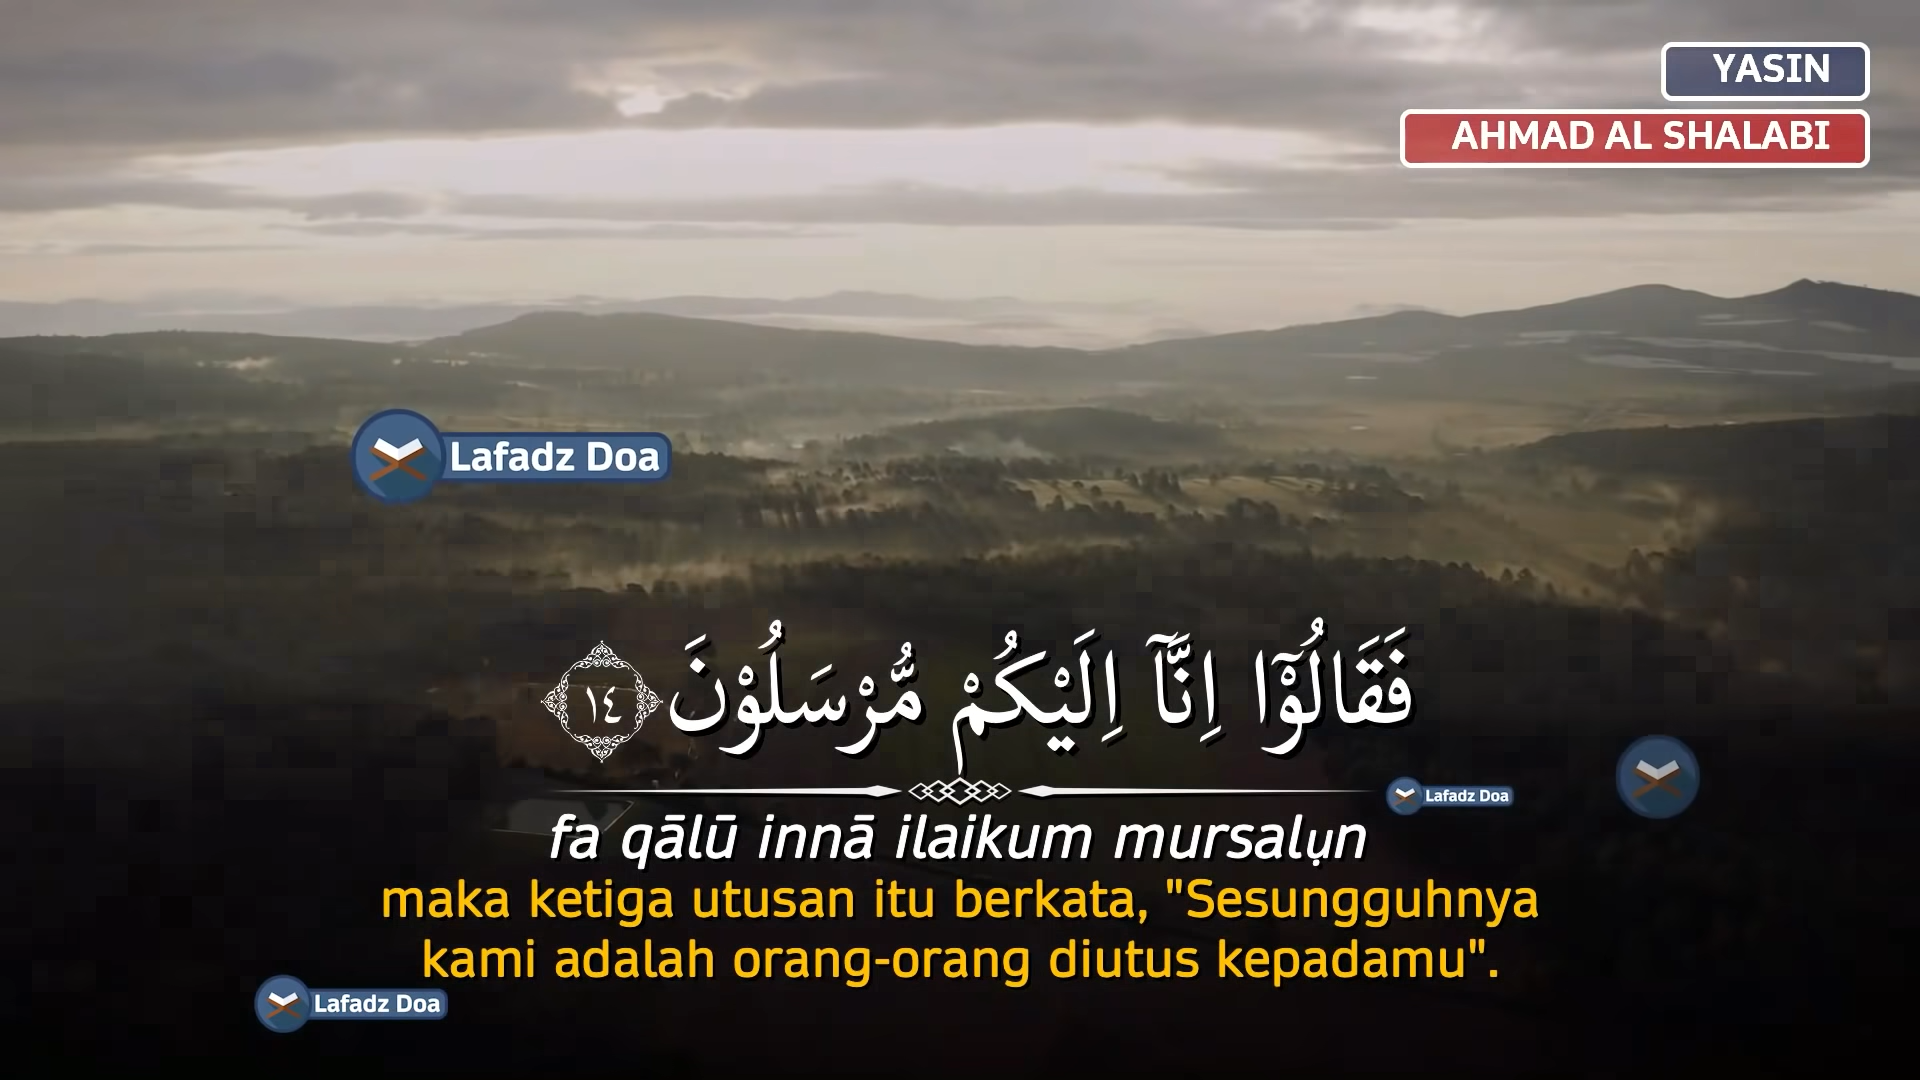 YASIN
AHMAD AL SHALABI
Lafadz Doa
فَقَالُوْٓا اِنَّآ اِلَيْكُمْ مُّرْسَلُوْنَ ١٤
Lafadz Doa
fa qālū innā ilaikum mursalụn
maka ketiga utusan itu berkata, "Sesungguhnya
kami adalah orang-orang diutus kepadamu".
Lafadz Doa